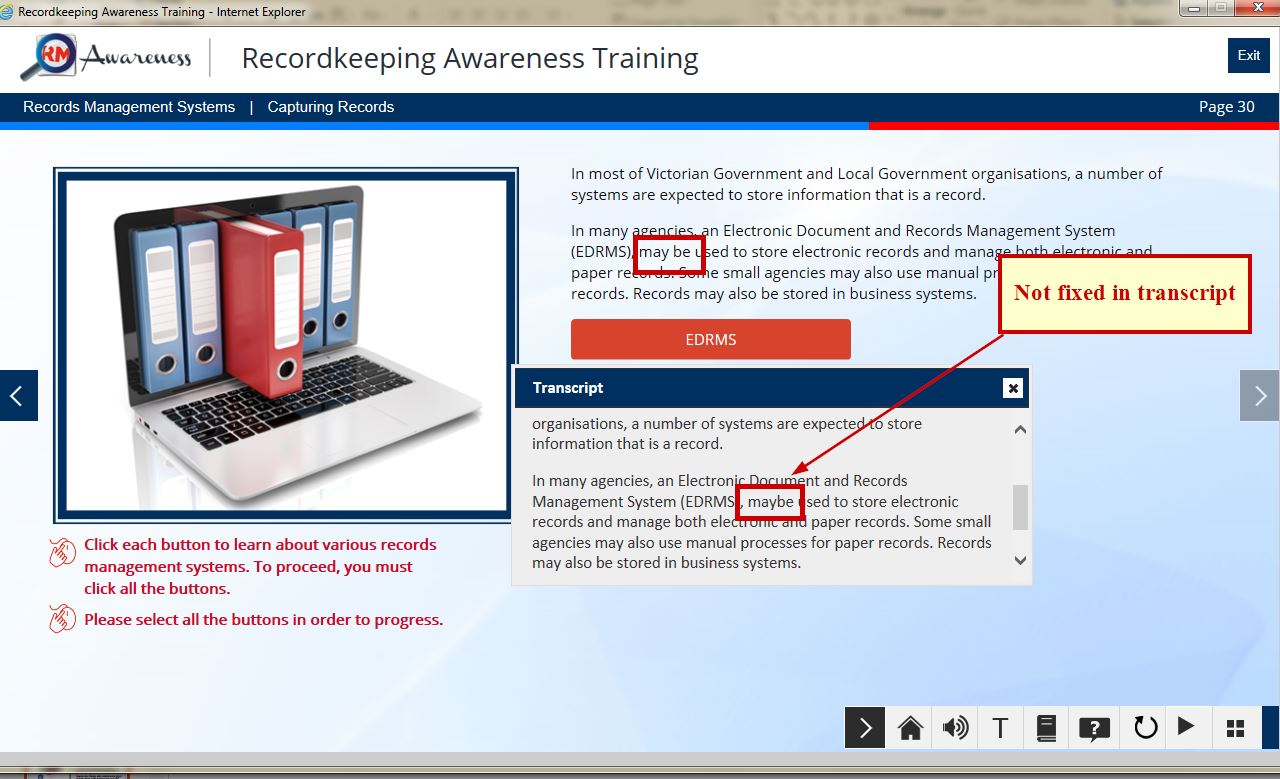 Recordkeeping Awareness Training - Internet Explorer
RM Awareness
Recordkeeping Awareness Training
Exit
Records Management Systems | Capturing Records
Page 30
In most of Victorian Government and Local Government organisations, a number of
systems are expected to store information that is a record.
In many agencies, an Electronic Document and Records Management System
(EDRMS), may be used to store electronic records and manage both electronic and
paper records. Some small agencies may also use manual
records. Records may also be stored in business systems.
Not fixed in transcript
EDRMS
Transcript
organisations, a number of systems are expected to store
information that is a record.
In many agencies, an Electronic Document and Records
Management System (EDRMS), maybe used to store electronic
records and manage both electronic and paper records. Some small
agencies may also use manual processes for paper records. Records
may also be stored in business systems.
Click each button to learn about various records
management systems. To proceed, you must
click all the buttons.
Please select all the buttons in order to progress.
T